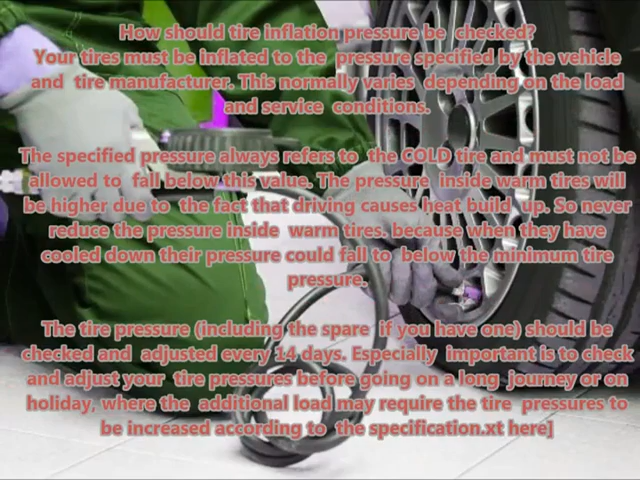 How should tire inflation pressure be checked?
Your tires must be inflated to the pressure specified by the vehicle
and tire manufacturer. This normally varies depending on the load
and service conditions.
The specified pressure always refers to the COLD tire and must not be
allowed to fall below this value. The pressure inside warm tires will
be higher due to the fact that driving causes heat build up. So never
reduce the pressure inside warm tires. because when they have
cooled down their pressure could fall to below the minimum tire
pressure.
The tire pressure (including the spare if you have one) should be
checked and adjusted every 14 days. Especially important is to check
and adjust your tire pressures before going on a long journey or on
holiday, where the additional load may require the tire pressures to
be increased according to the specification.xt here]